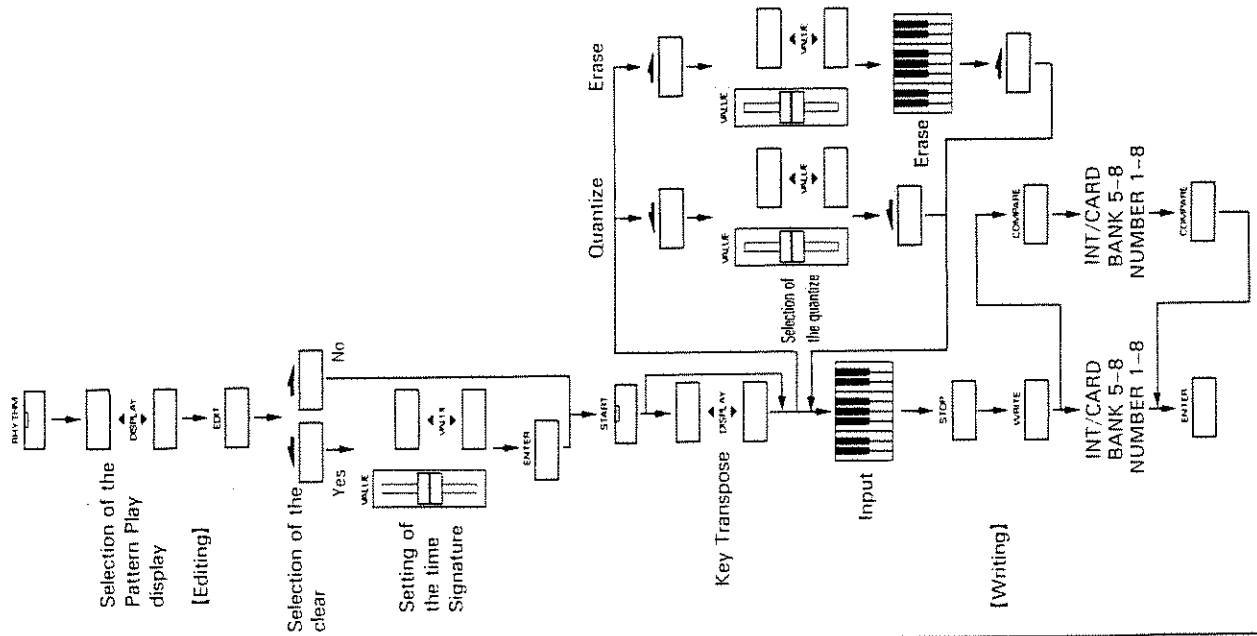 RHYTHM
Selection of the
Pattern Play
display
DISPLAY
[Editing]
EDIT
Selection of the
clear
Yes
No
Setting of
the time
Signature
VALUE
VALUE
ENTER
START
Key Transpose
DISPLAY
Input
Quantize
VALUE
VALUE
Selection of
the quantize
Erase
VALUE
VALUE
Erase
[Writing]
STOP
WRITE
INT/CARD
BANK 5-8
NUMBER 1-8
ENTER
COMPARE
INT/CARD
BANK 5-8
NUMBER 1-8
COMPARE